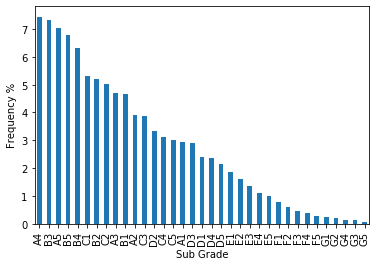 7
6
5
4
3
2
1
0
Frequency %
A4 B3 A5 B5 B4 C1 B2 C2 A3 B1 A2 C3 D2 C4 C5 A1 D3 D1 D4 D5 E1 E2 E3 E4 E5 F1 F2 F3 F4 F5 G1 G2 G4 G3 G5
Sub Grade